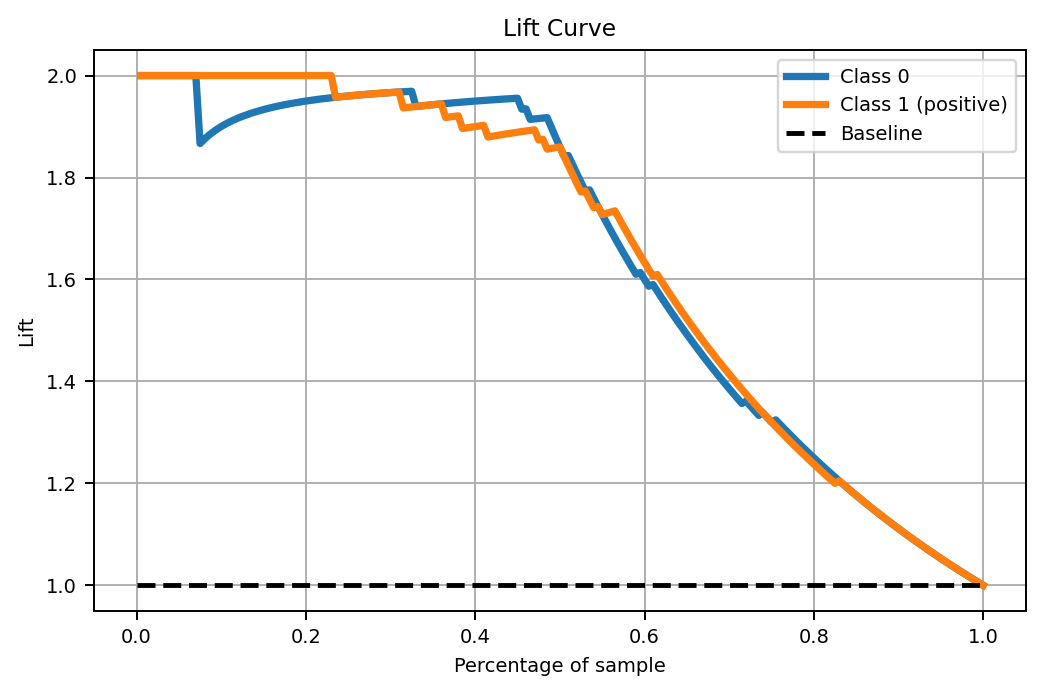 Lift Curve
Lift
2.0
1.8
1.6
1.4
1.2
1.0
Class 0
Class 1 (positive)
Baseline
0.0 0.2 0.4 0.6 0.8 1.0
Percentage of sample